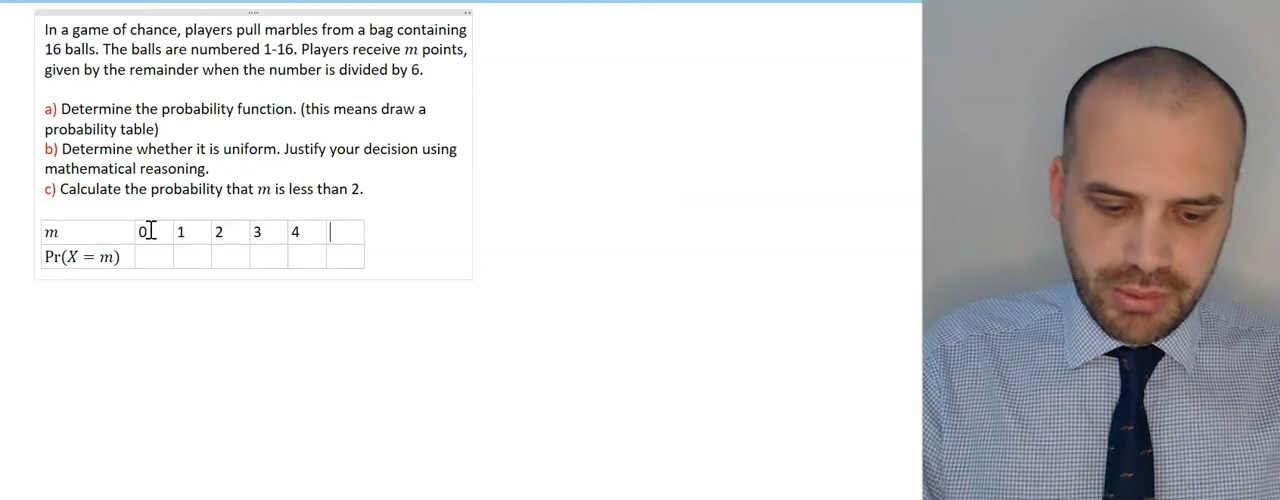 In a game of chance, players pull marbles from a bag containing
16 balls. The balls are numbered 1-16. Players receive m points,
given by the remainder when the number is divided by 6.
a) Determine the probability function. (this means draw a
probability table)
b) Determine whether it is uniform. Justify your decision using
mathematical reasoning.
c) Calculate the probability that m is less than 2.
m 0 1 2 3 4
Pr(X = m)